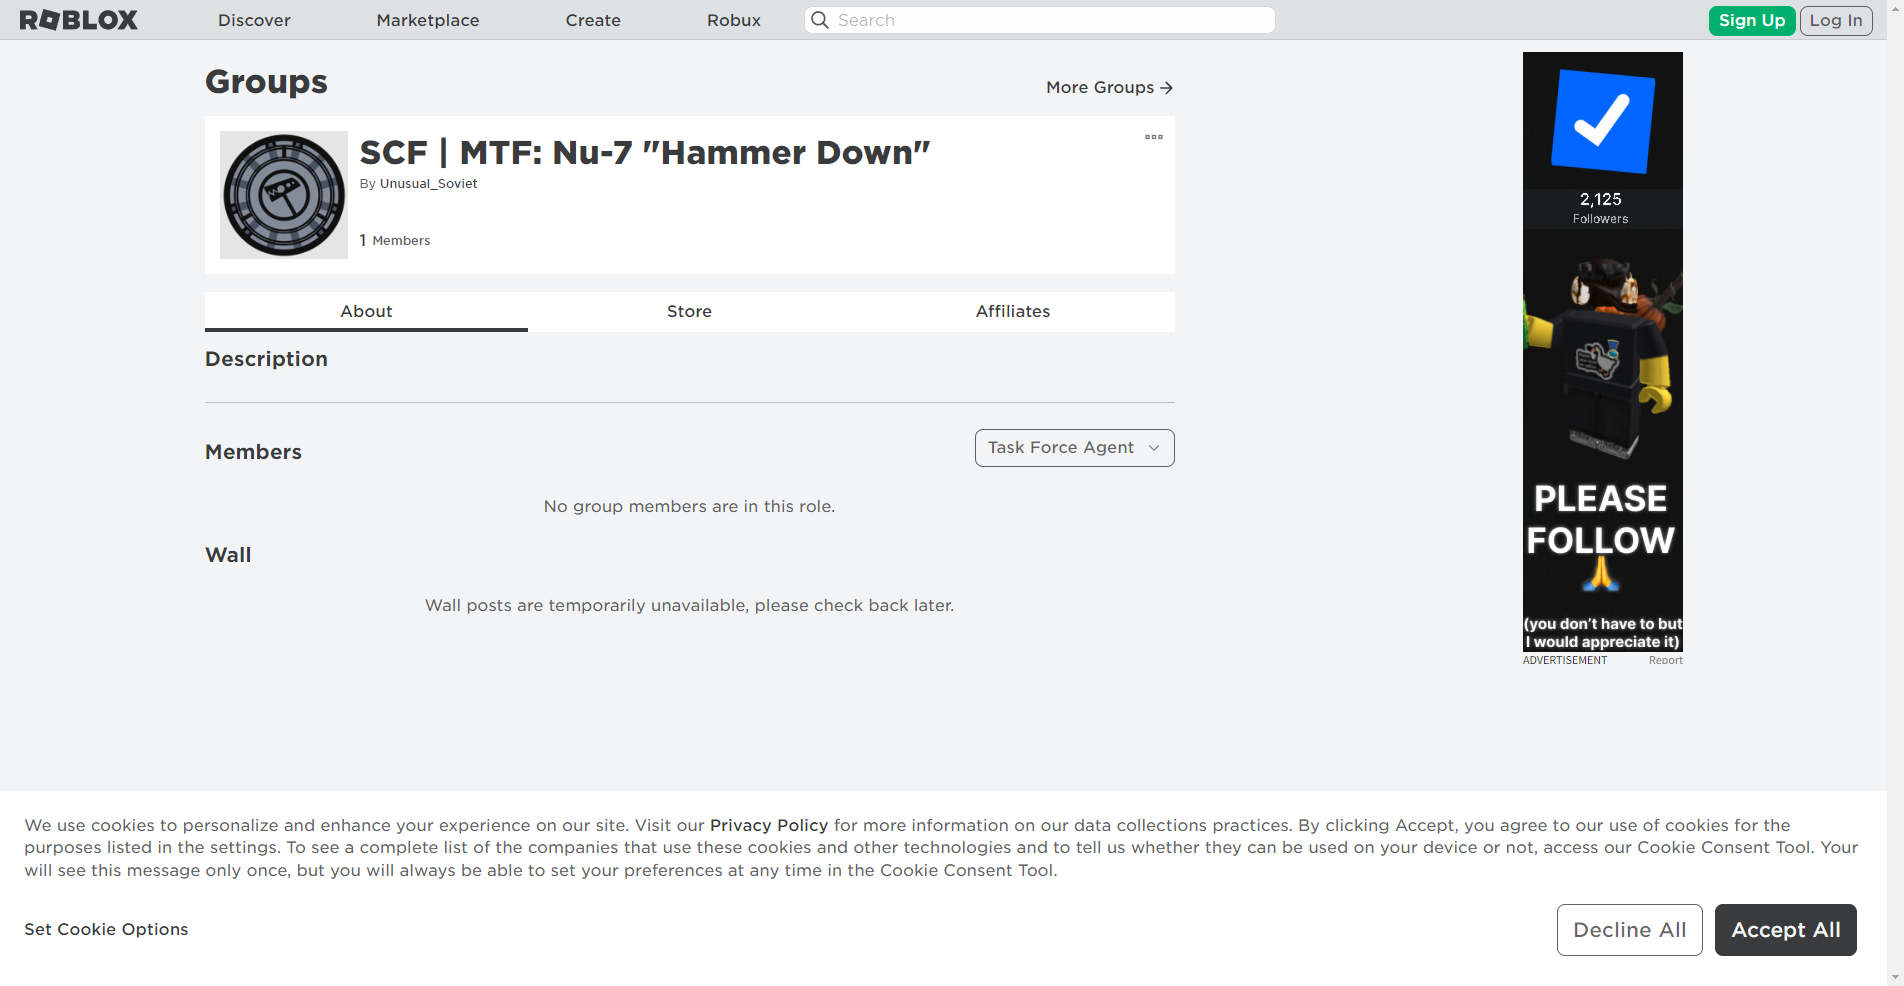 ROBLOX
Discover
Marketplace
Create
Robux
Search
Sign Up
Log In
Groups
More Groups
SCF | MTF: Nu-7 "Hammer Down"
By Unusual_Soviet
1 Members
About
Store
Affiliates
Description
Members
Task Force Agent
No group members are in this role.
Wall
Wall posts are temporarily unavailable, please check back later.
2,125
Followers
PLEASE
FOLLOW
(you don't have to but
I would appreciate it)
ADVERTISEMENT
Report
We use cookies to personalize and enhance your experience on our site. Visit our Privacy Policy for more information on our data collections practices. By clicking Accept, you agree to our use of cookies for the
purposes listed in the settings. To see a complete list of the companies that use these cookies and other technologies and to tell us whether they can be used on your device or not, access our Cookie Consent Tool. Your
will see this message only once, but you will always be able to set your preferences at any time in the Cookie Consent Tool.
Set Cookie Options
Decline All
Accept All